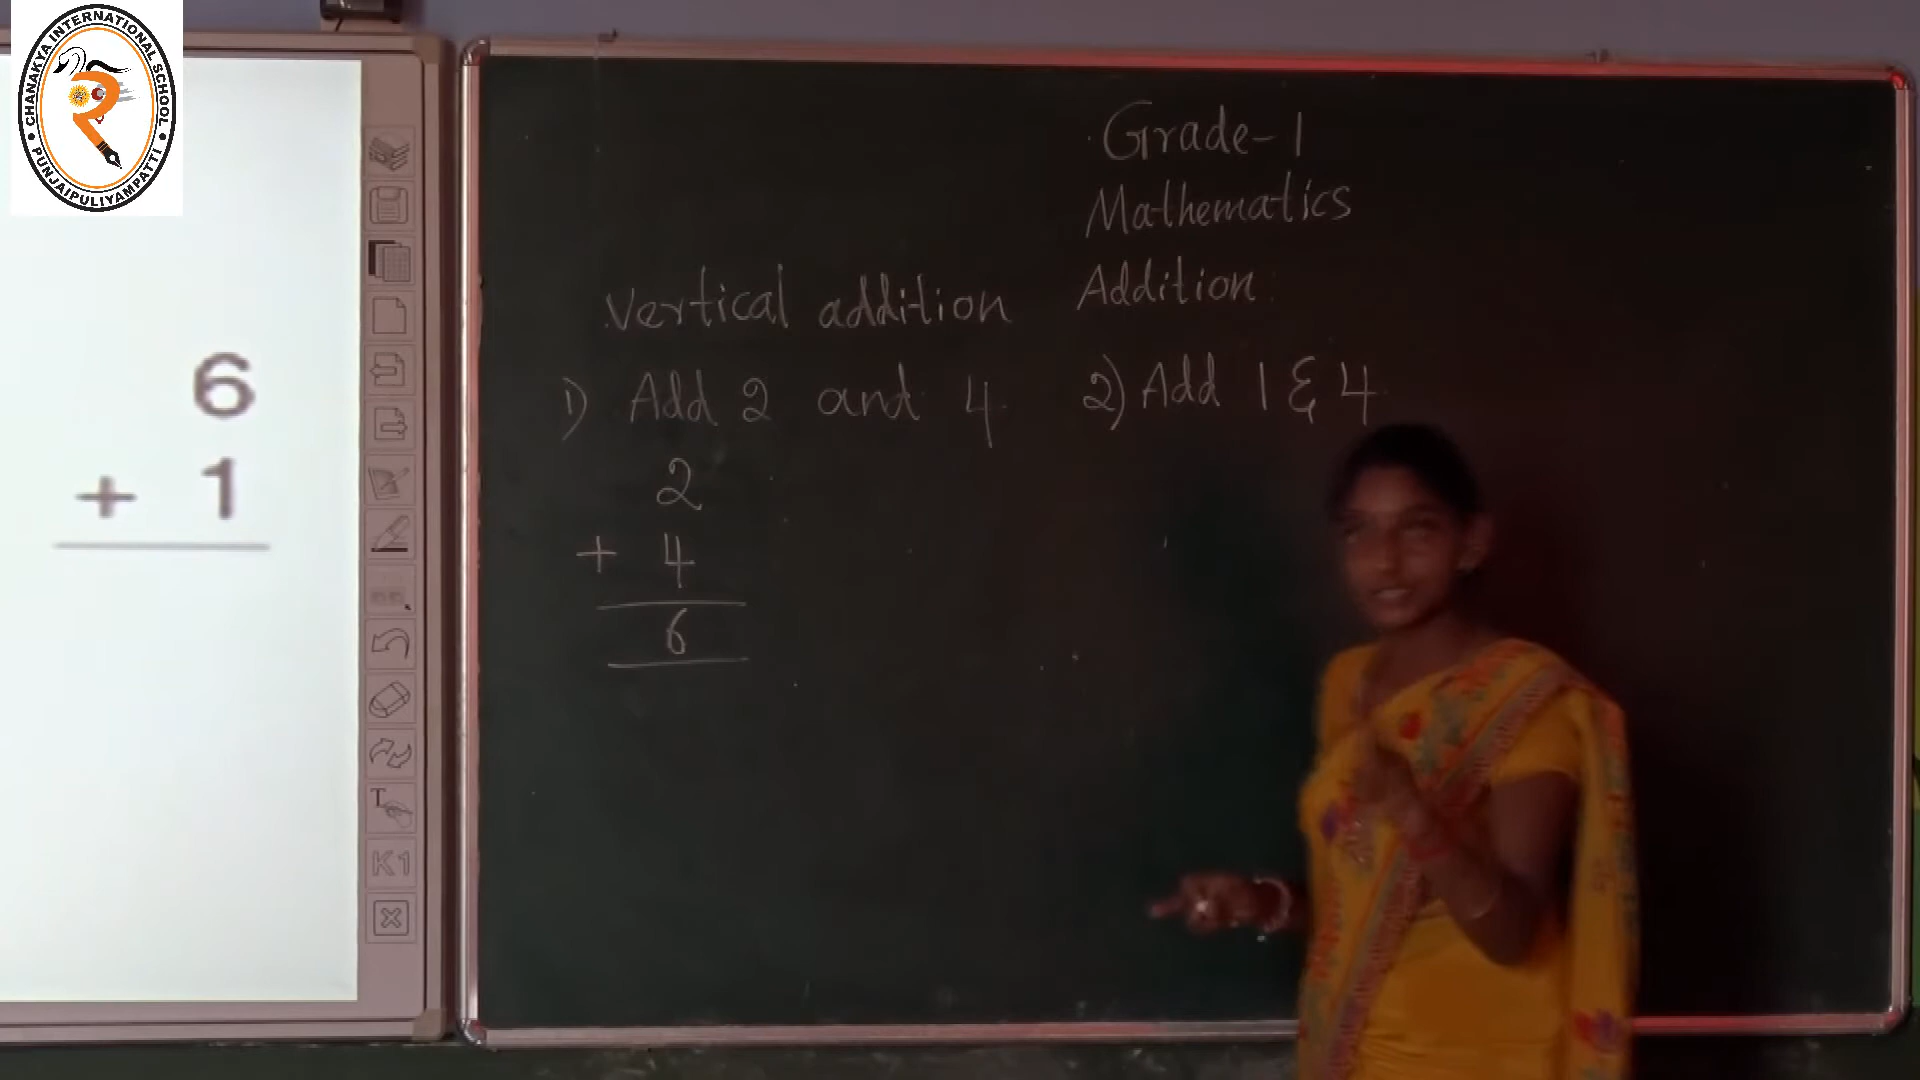 CHANAKYA INTERNATIONAL SCHOOL
PUNJAIPULIYAMPATTI
6
+ 1
T
K1
Grade-1
Mathematics
Addition
Vertical addition
1) Add 2 and 4
2
+ 4
6
2) Add 1 & 4